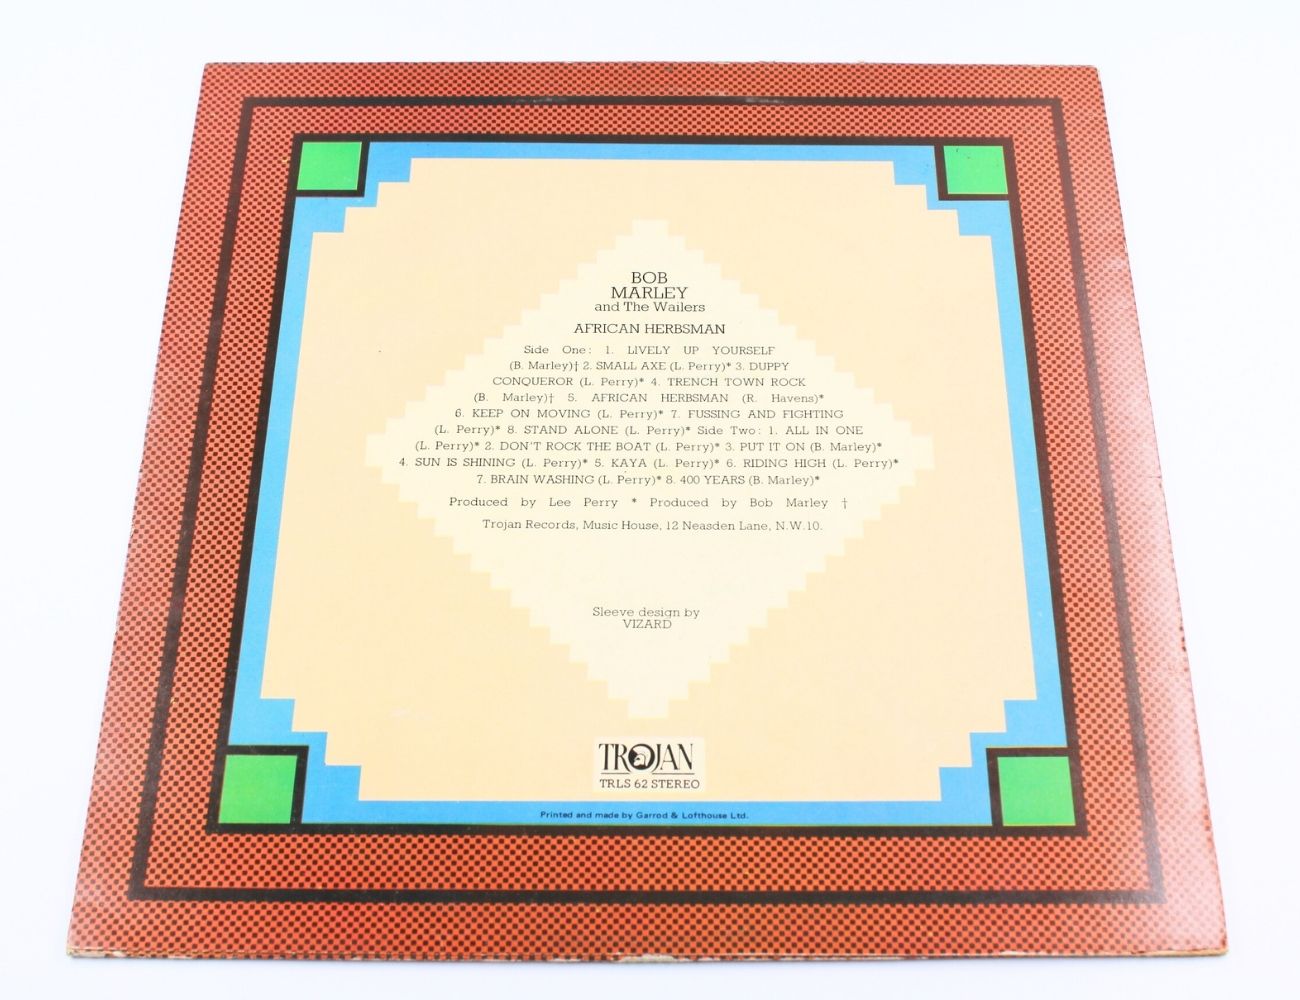 BOB
MARLEY
and The Wailers
AFRICAN HERBSMAN
Side One: 1. LIVELY UP YOURSELF
(B. Marley)† 2. SMALL AXE (L. Perry)* 3. DUPPY
CONQUEROR (L. Perry)* 4. TRENCH TOWN ROCK
(B. Marley)† 5. AFRICAN HERBSMAN (R. Havens)*
6. KEEP ON MOVING (L. Perry)* 7. FUSSING AND FIGHTING
(L. Perry)* 8. STAND ALONE (L. Perry)* Side Two: 1. ALL IN ONE
(L. Perry)* 2. DON'T ROCK THE BOAT (L. Perry)* 3. PUT IT ON (B. Marley)*
4. SUN IS SHINING (L. Perry)* 5. KAYA (L. Perry)* 6. RIDING HIGH (L. Perry)*
7. BRAIN WASHING (L. Perry)* 8. 400 YEARS (B. Marley)*
Produced by Lee Perry * Produced by Bob Marley †
Trojan Records, Music House, 12 Neasden Lane, N.W.10.
Sleeve design by
VIZARD
TROJAN
TRLS 62 STEREO
Printed and made by Garrod & Lofthouse Ltd.